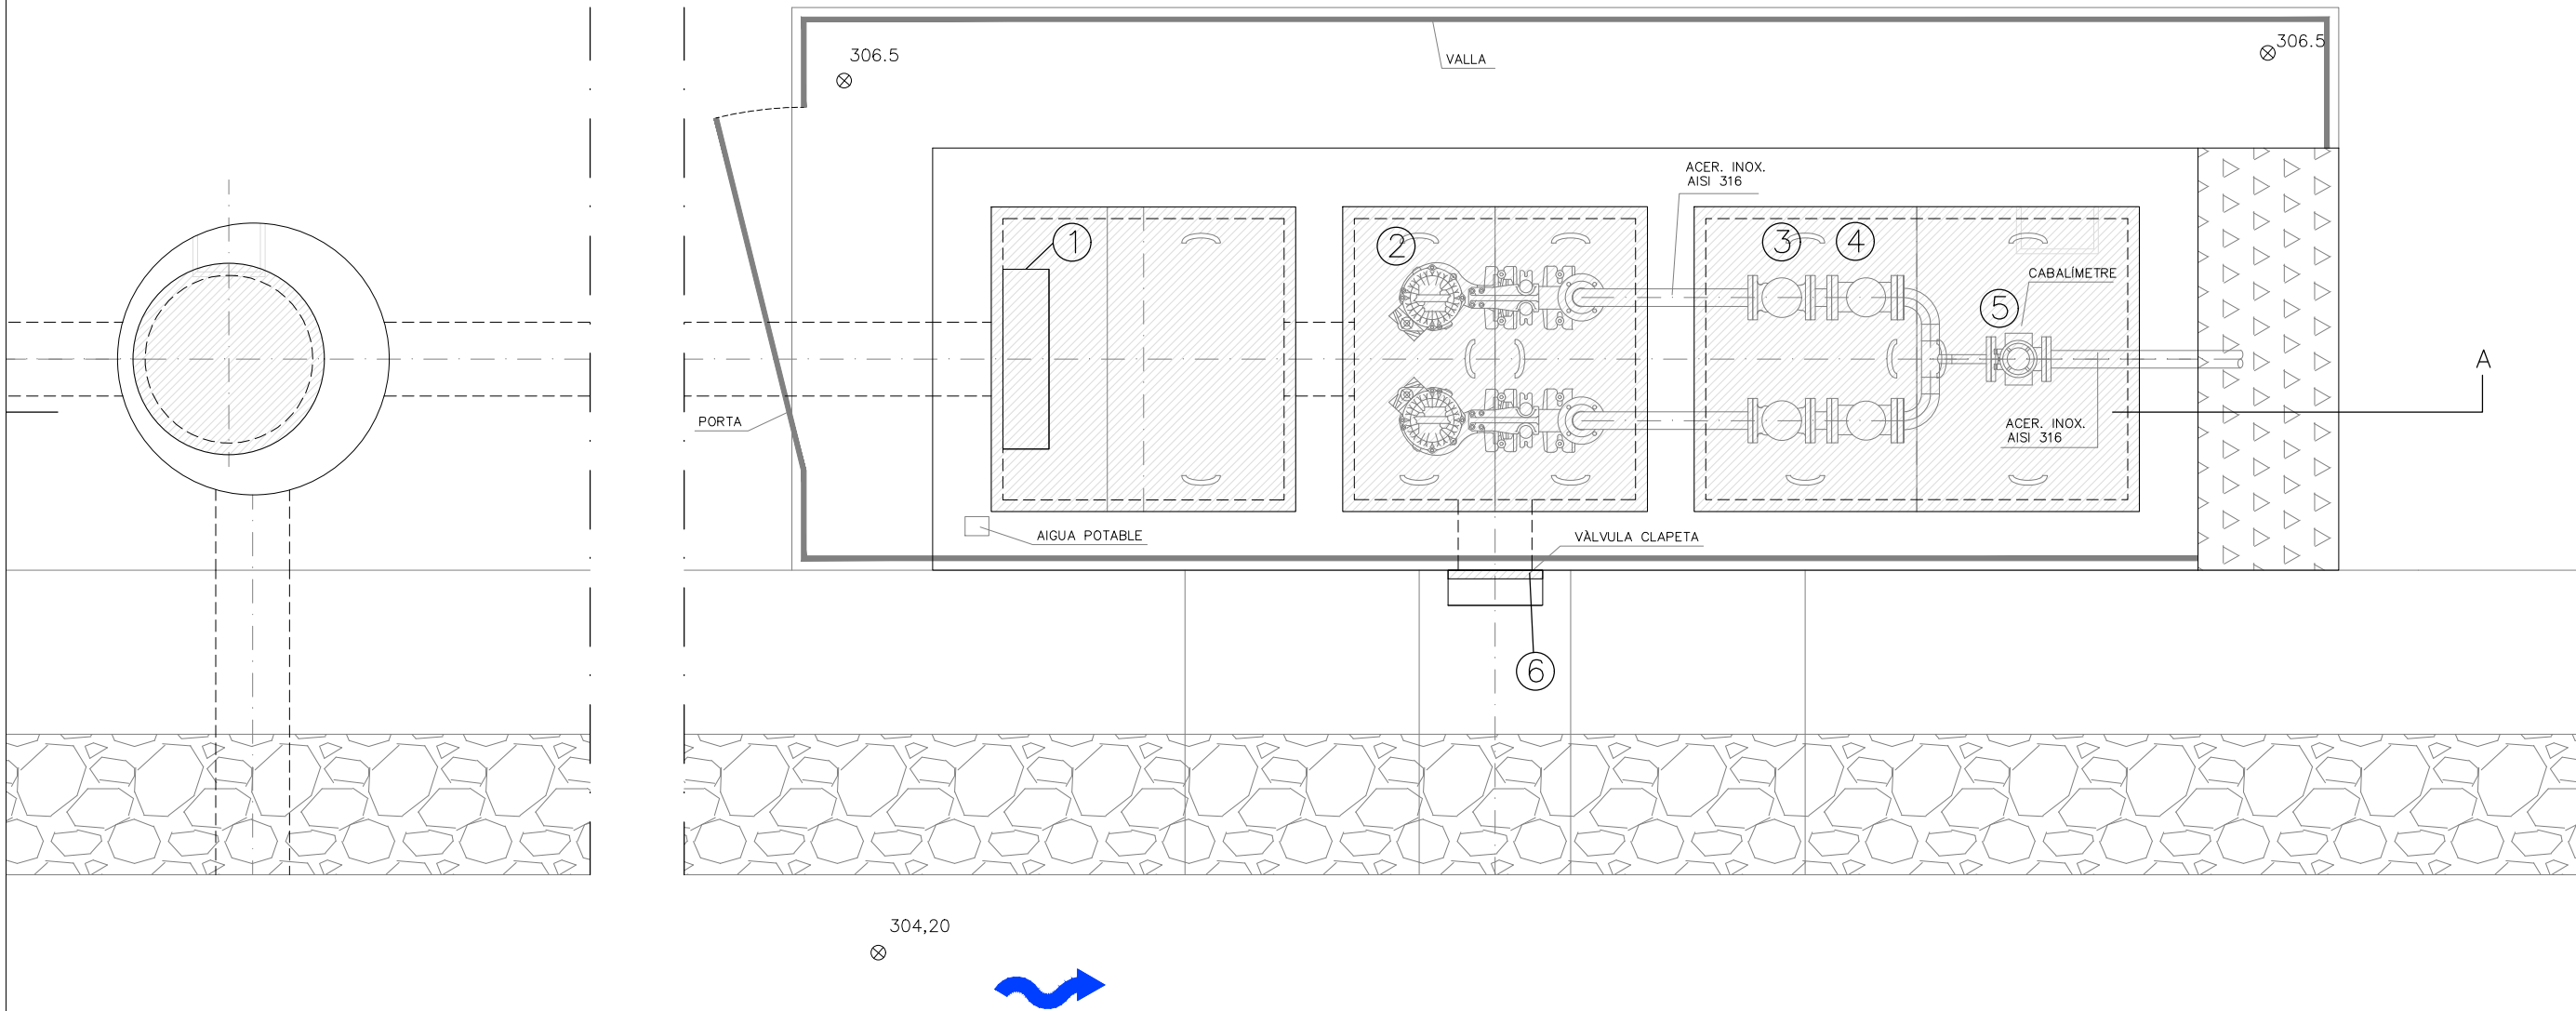 306.5
306.5
VALLA
ACER. INOX.
AISI 316
1
2
3
4
CABALÍMETRE
5
A
PORTA
ACER. INOX.
AISI 316
AIGUA POTABLE
VÀLVULA CLAPETA
6
304,20